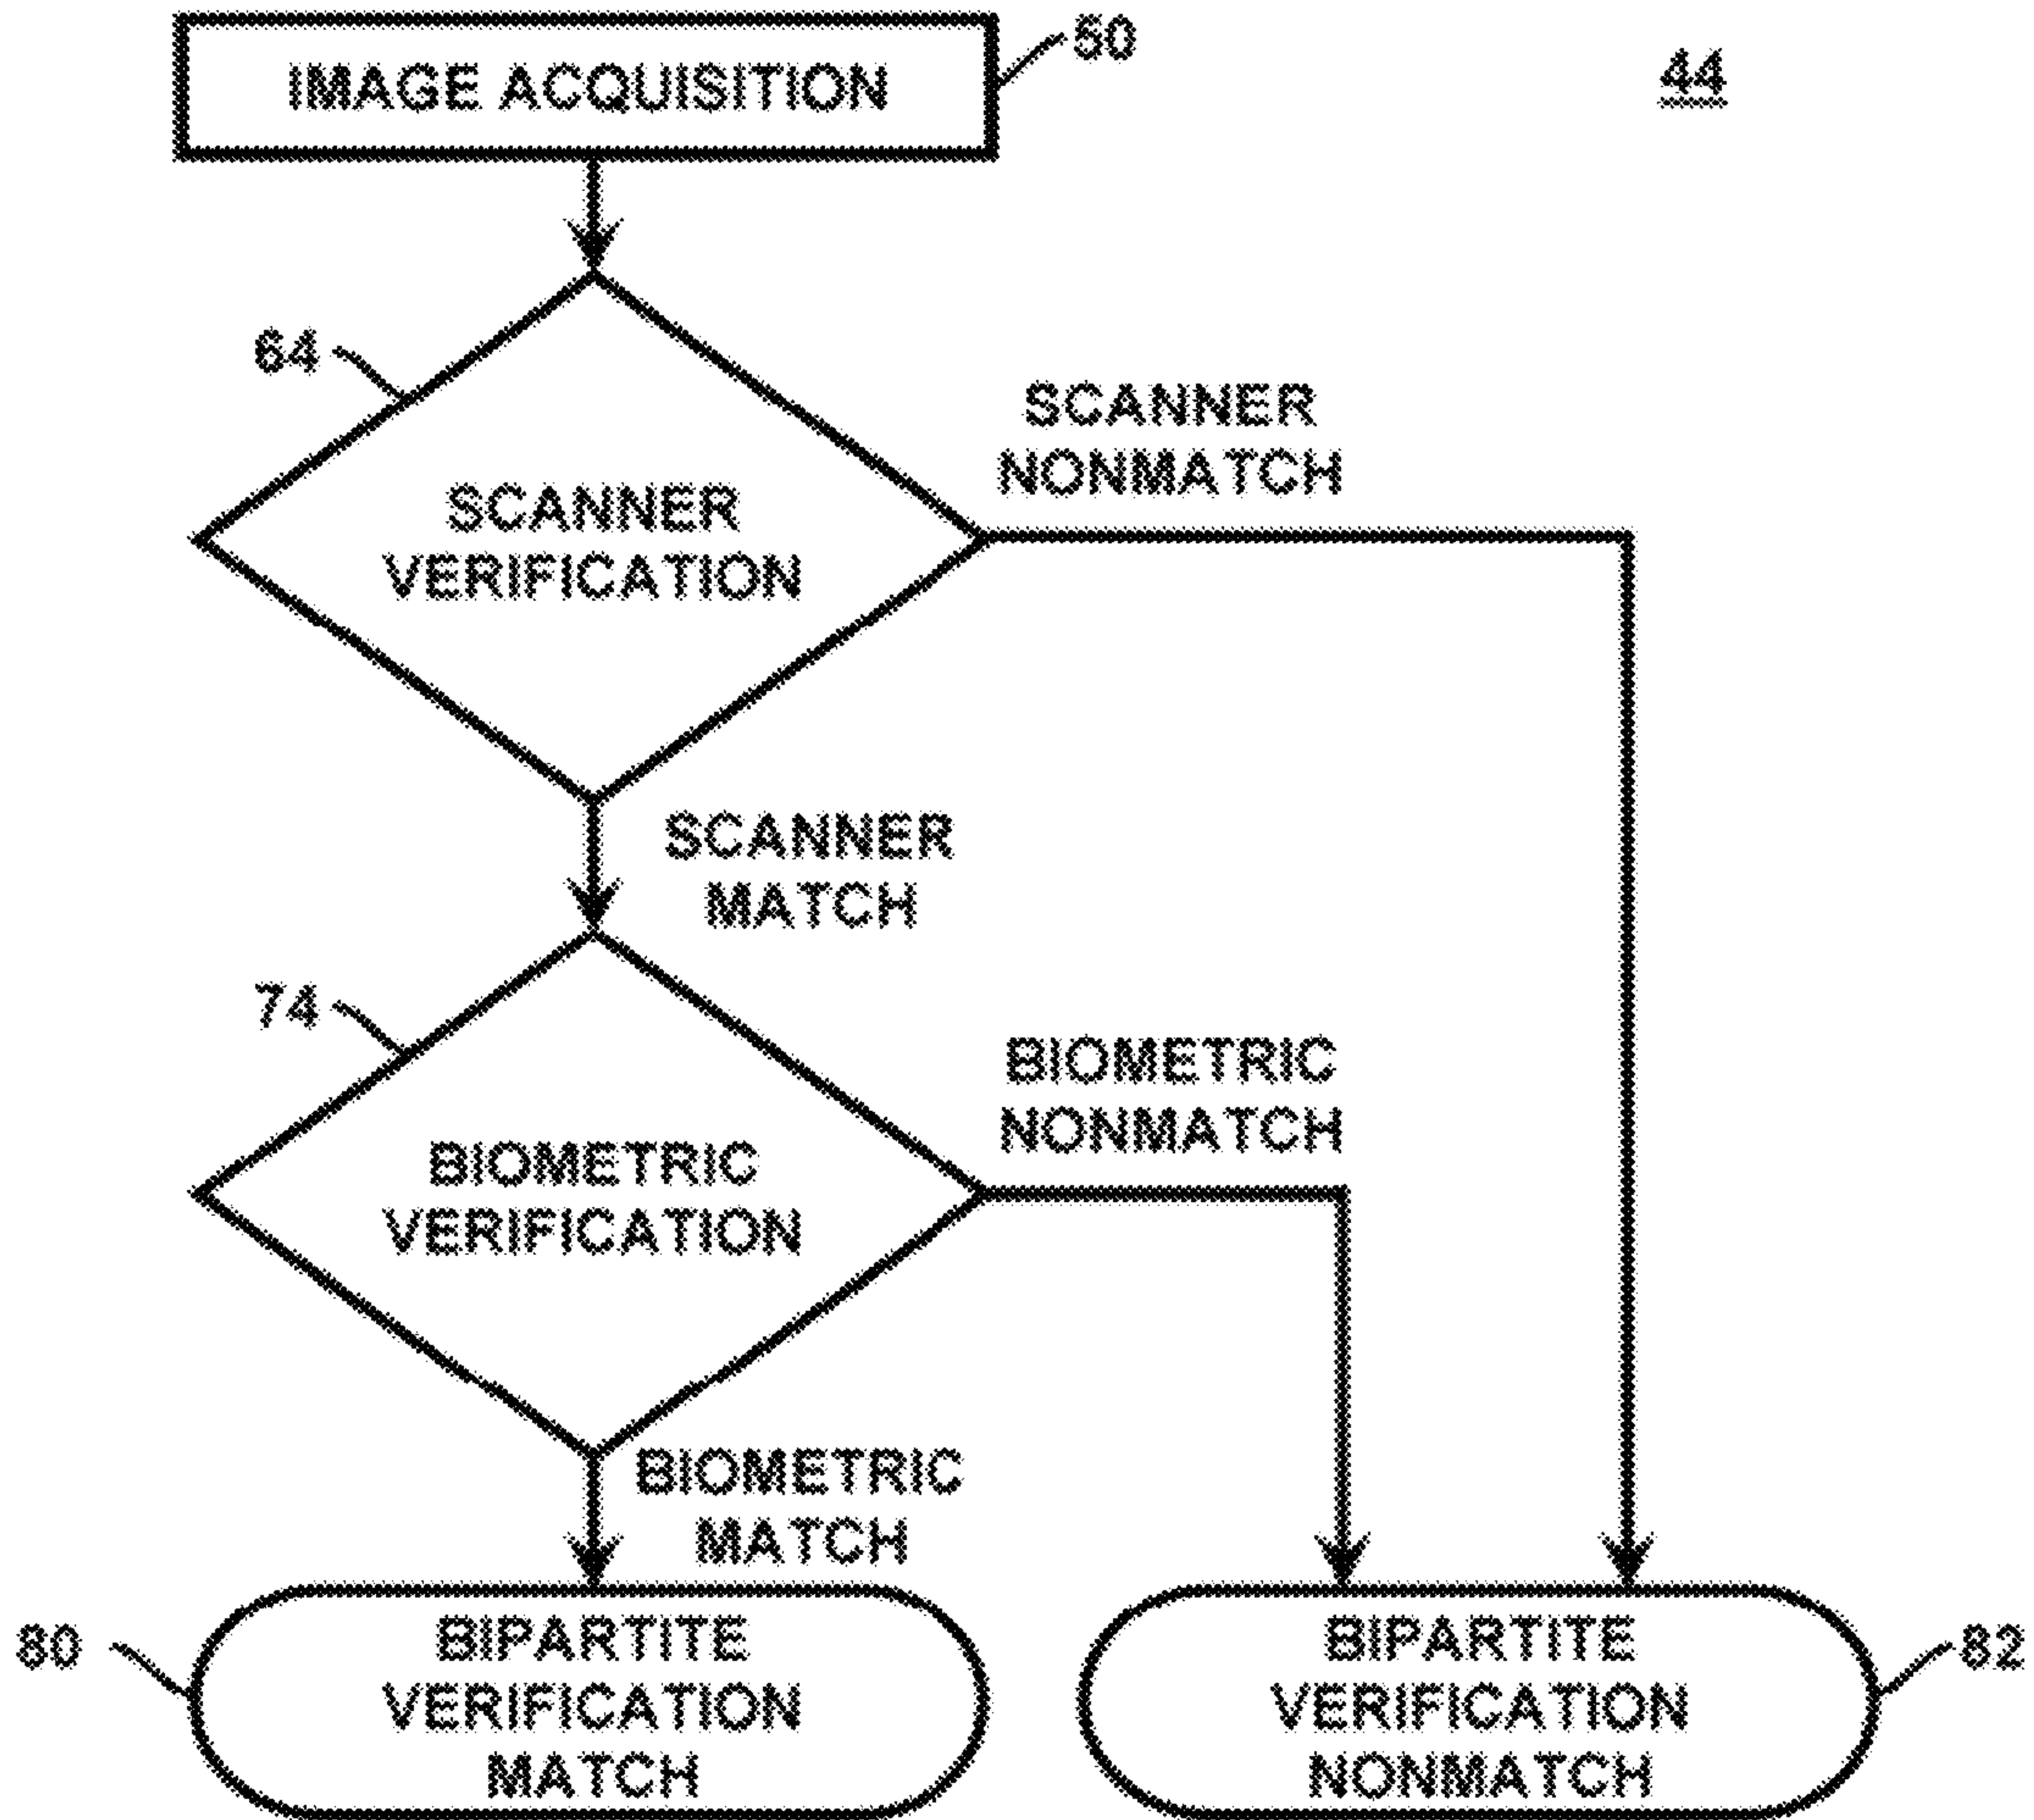 IMAGE ACQUISITION
50
44
64
SCANNER
NONMATCH
SCANNER
VERIFICATION
SCANNER
MATCH
74
BIOMETRIC
NONMATCH
BIOMETRIC
VERIFICATION
BIOMETRIC
MATCH
80
BIPARTITE
VERIFICATION
MATCH
BIPARTITE
VERIFICATION
NONMATCH
82